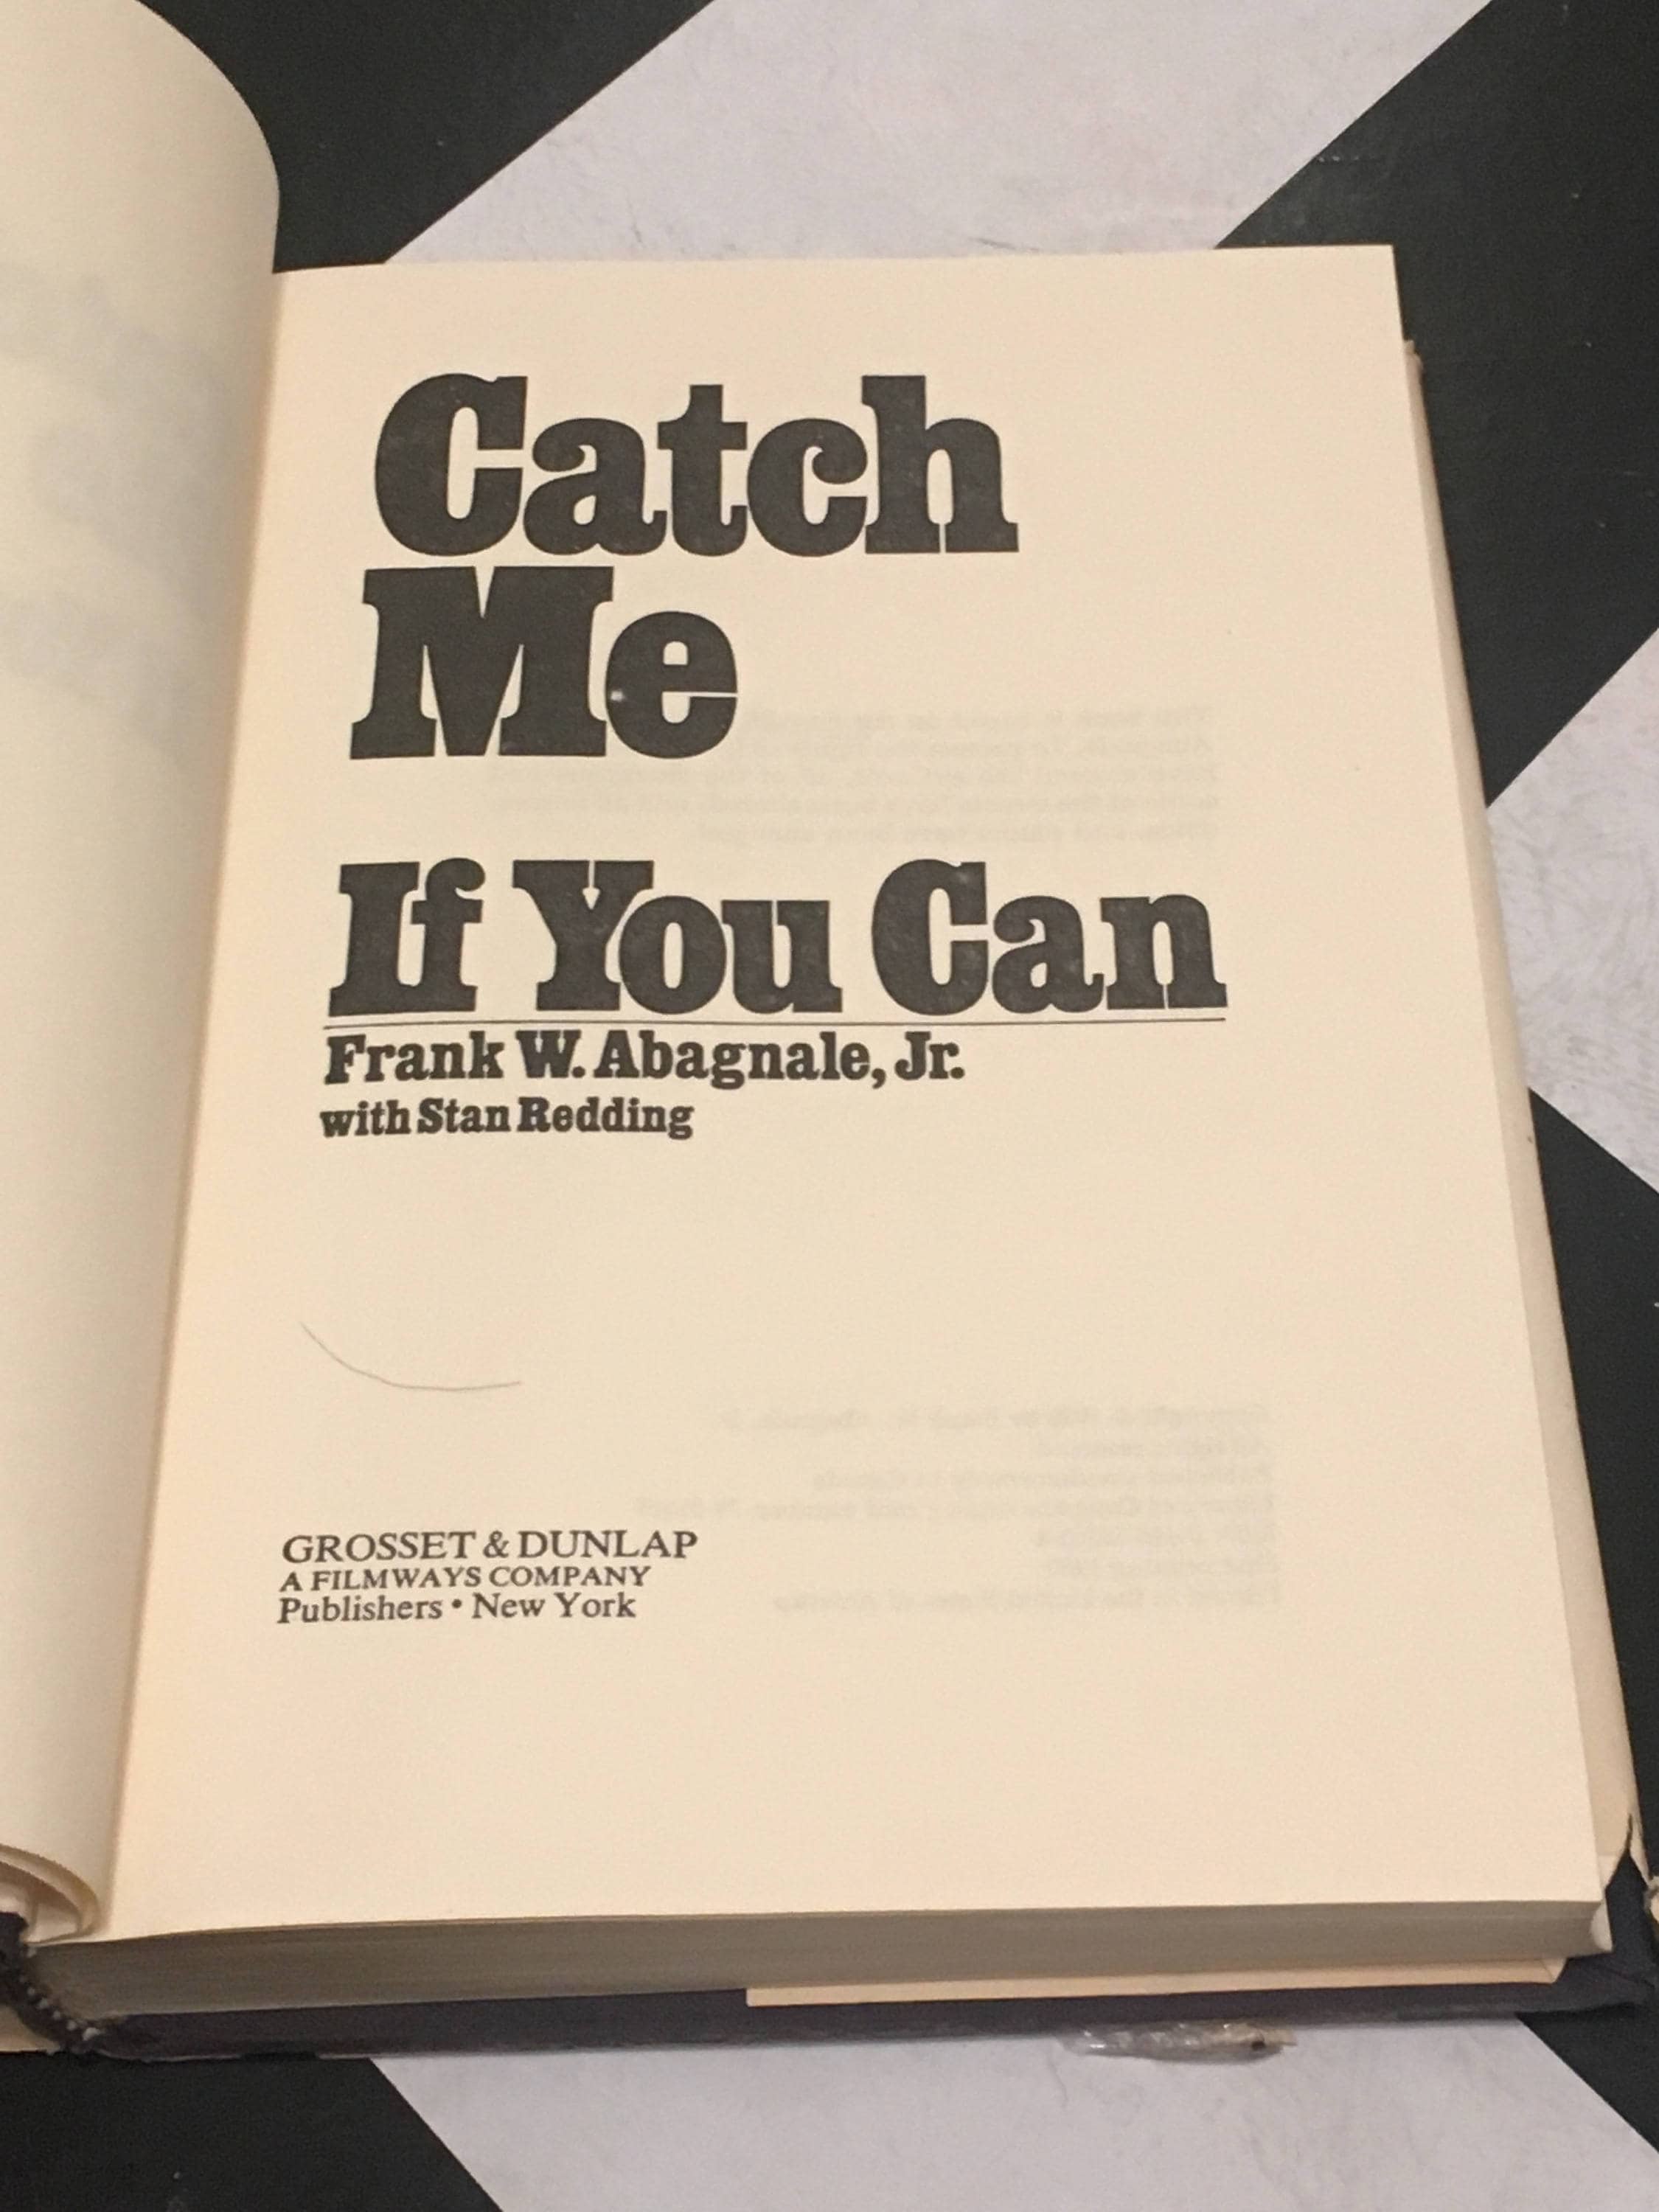 Catch
Me
If You Can
Frank W. Abagnale, Jr.
with Stan Redding
GROSSET & DUNLAP
A FILMWAYS COMPANY
Publishers • New York